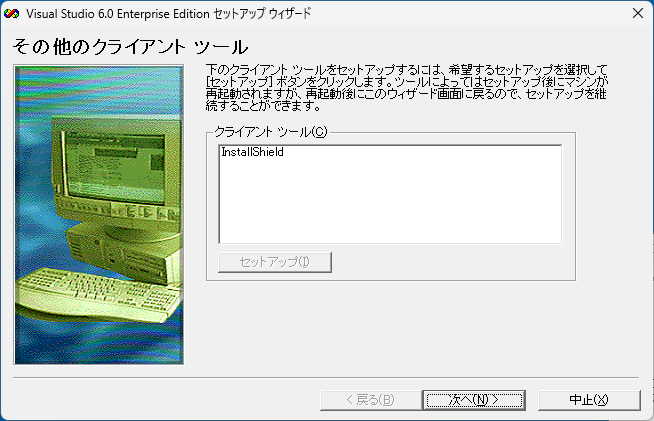 Visual Studio 6.0 Enterprise Edition セットアップ ウィザード
その他のクライアント ツール
下のクライアント ツールをセットアップするには、希望するセットアップを選択して
[セットアップ] ボタンをクリックします。ツールによってはセットアップ後にマシンが
再起動されますが、再起動後にこのウィザード画面に戻るので、セットアップを継
続することができます。
クライアント ツール(C)
InstallShield
セットアップ(I)
< 戻る(B)
次へ(N) >
中止(X)